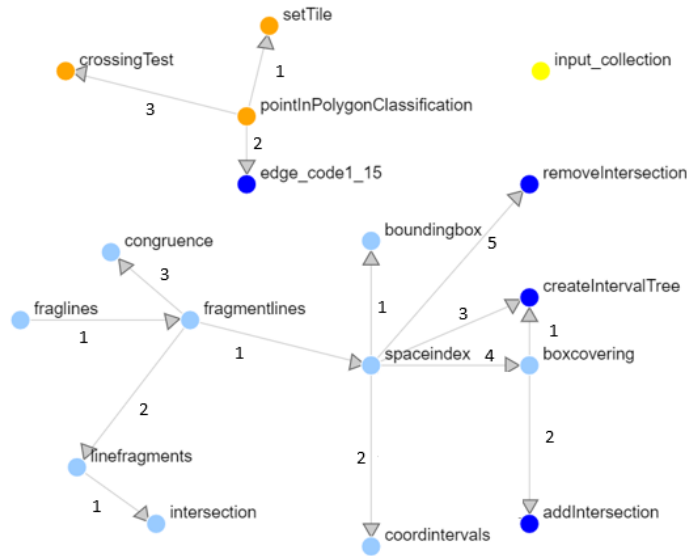 setTile
crossingTest
input_collection
1
3
pointInPolygonClassification
2
edge_code1_15
removeIntersection
boundingbox
congruence
5
3
createIntervalTree
fraglines
fragmentlines
1
3
1
1
1
spaceindex
4
boxcovering
2
2
linefragments
2
1
intersection
addIntersection
coordintervals